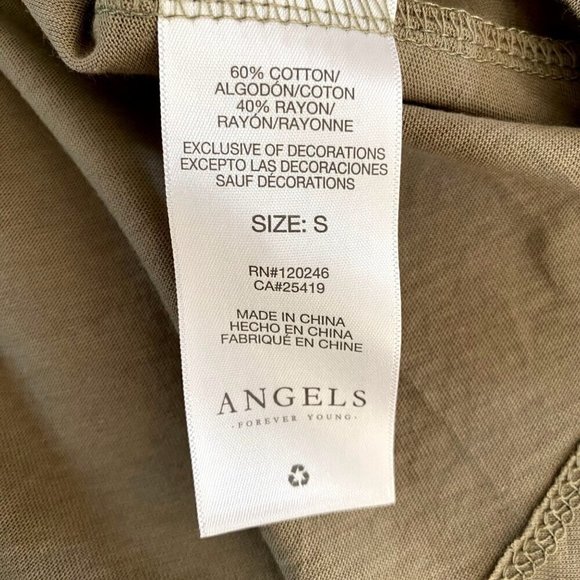 60% COTTON/
ALGODÓN/COTON
40% RAYON/
RAYÓN/RAYONNE
EXCLUSIVE OF DECORATIONS
EXCEPTO LAS DECORACIONES
SAUF DÉCORATIONS
SIZE: S
RN#120246
CA#25419
MADE IN CHINA
HECHO EN CHINA
FABRIQUÉ EN CHINE
ANGELS
·FOREVER YOUNG·